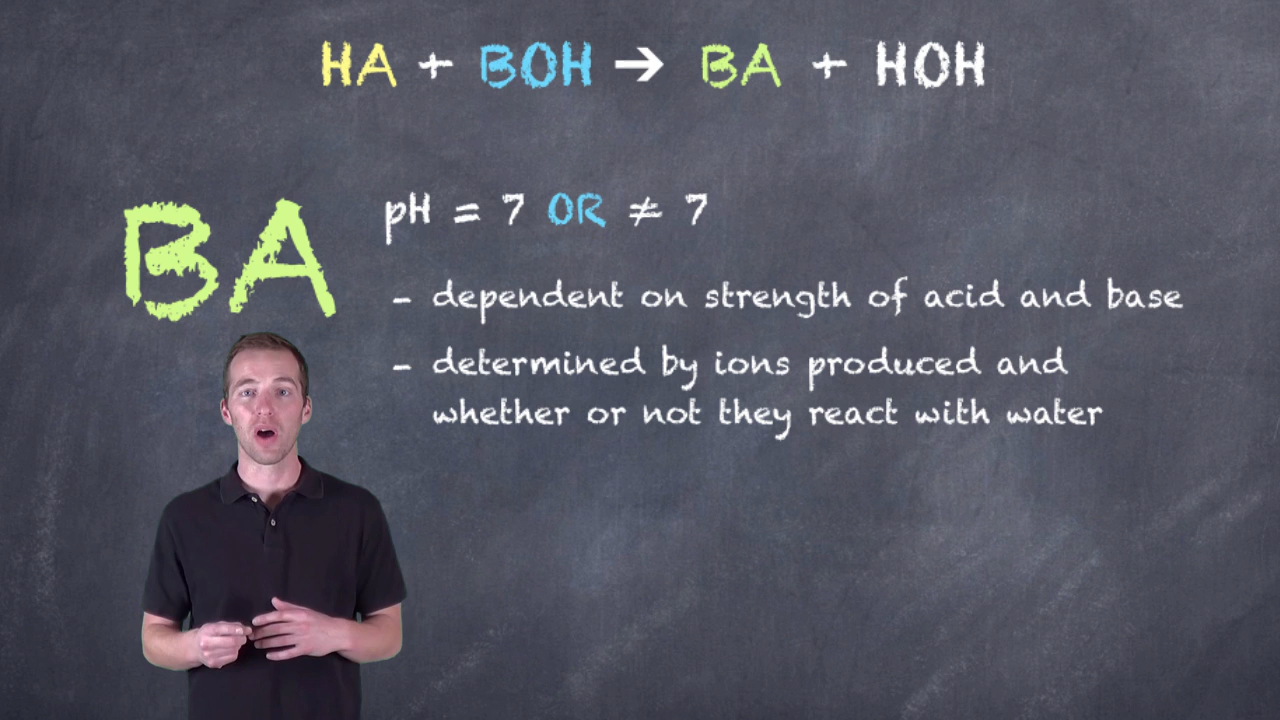 HA + BOH → BA + HOH
BA
pH = 7 OR ≠ 7
- dependent on strength of acid and base
- determined by ions produced and
whether or not they react with water